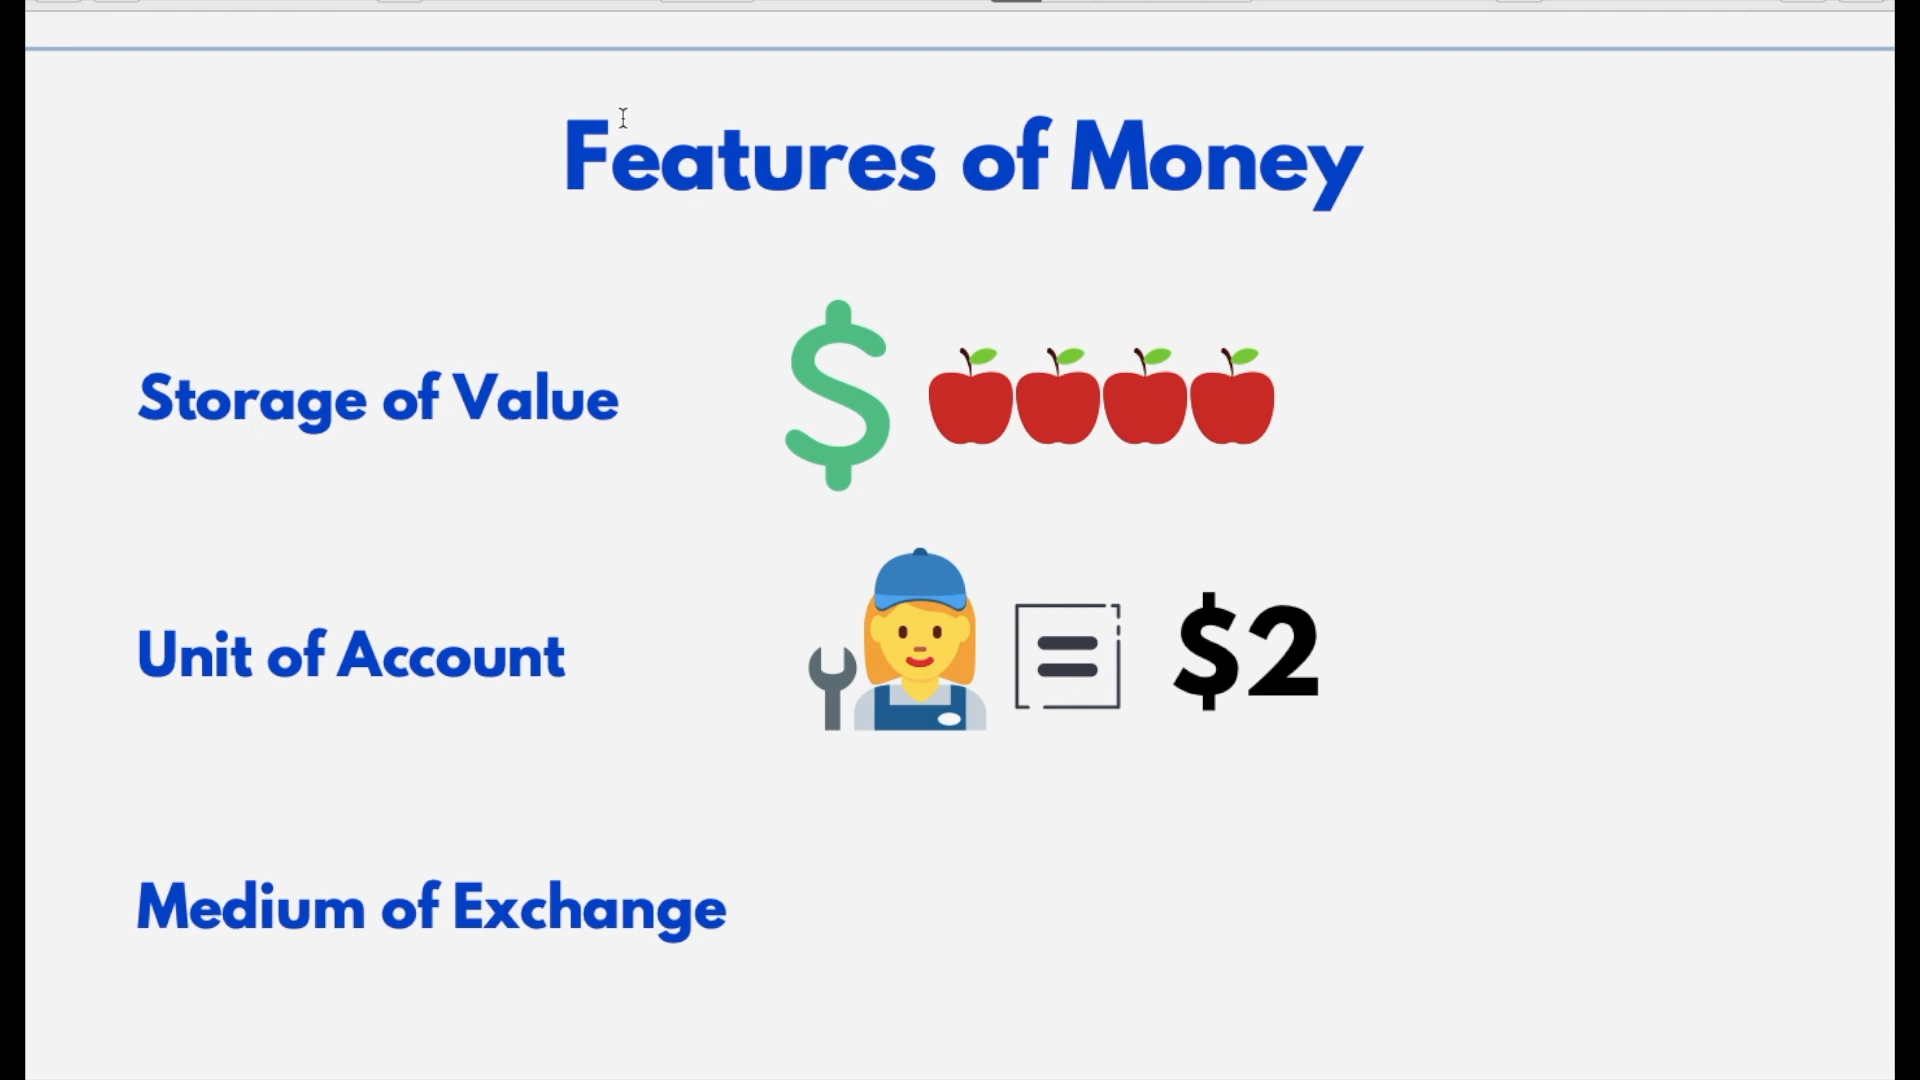 Features of Money
Storage of Value
$
Unit of Account
$2
Medium of Exchange